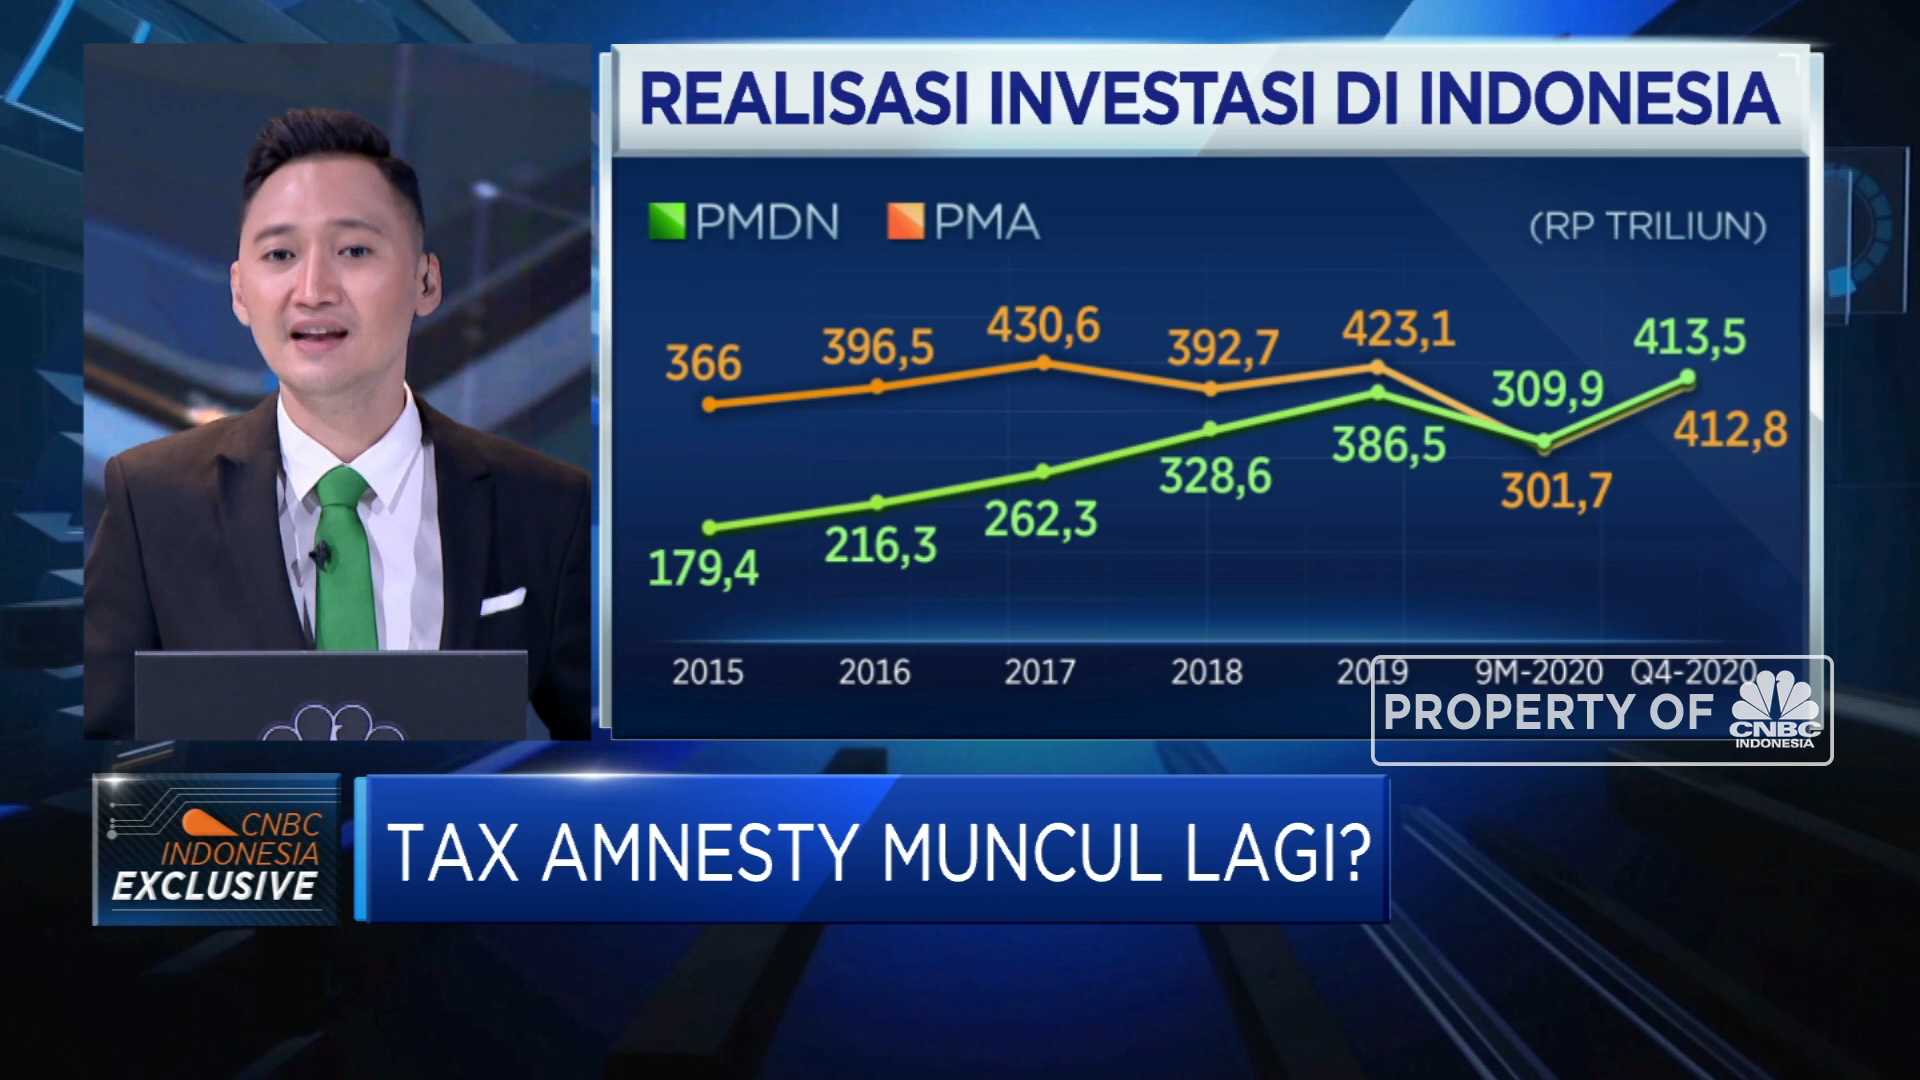 REALISASI INVESTASI DI INDONESIA
PMDN PMA (RP TRILIUN)
366 396,5 430,6 392,7 423,1 309,9 413,5
179,4 216,3 262,3 328,6 386,5 301,7 412,8
2015 2016 2017 2018 2019 9M-2020 Q4-2020
PROPERTY OF CNBC INDONESIA
CNBC
INDONESIA
EXCLUSIVE
TAX AMNESTY MUNCUL LAGI?